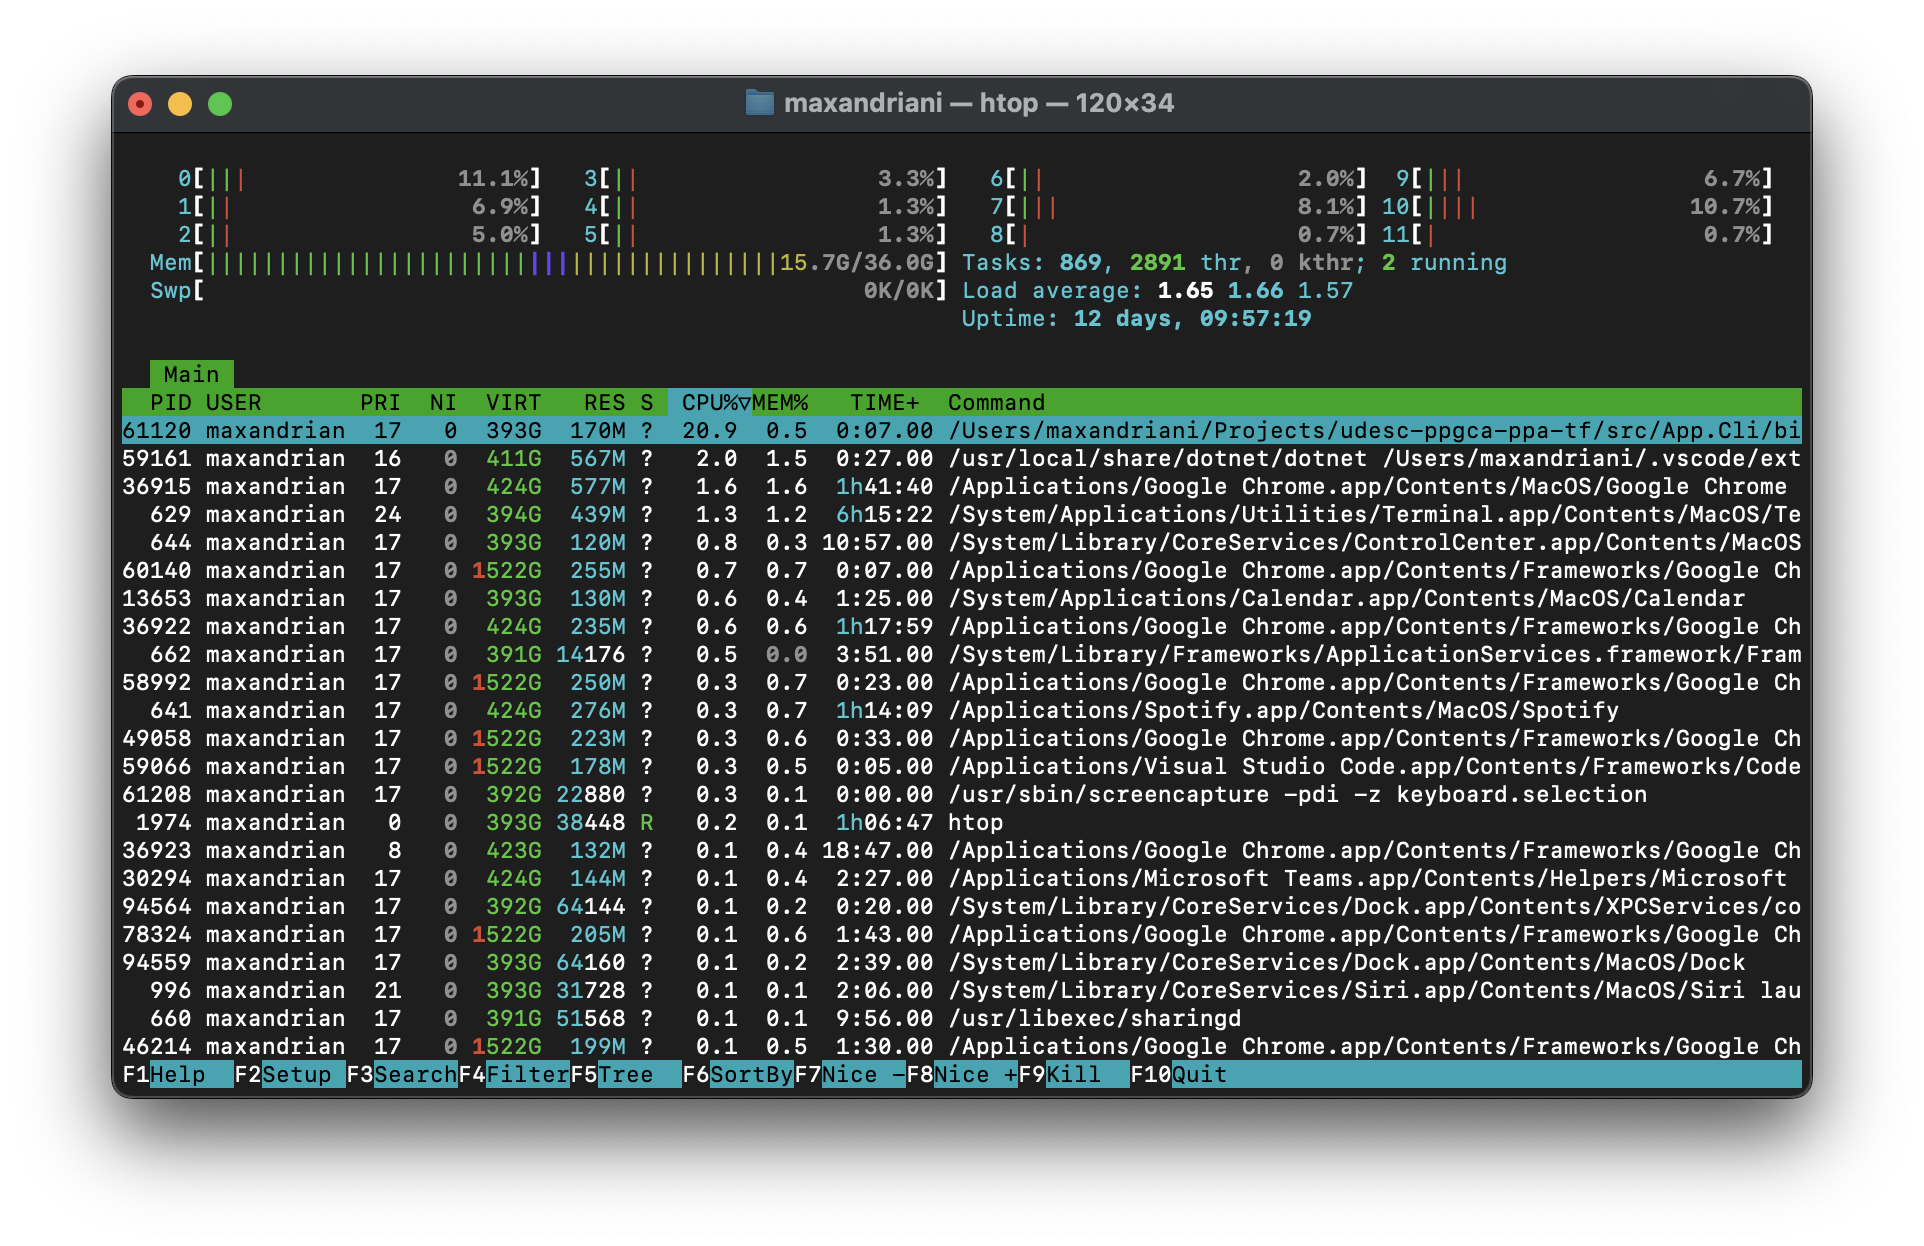 maxandriani — htop — 120×34
0[||| 11.1%] 3[|| 3.3%] 6[|| 2.0%] 9[||| 6.7%]
1[|| 6.9%] 4[|| 1.3%] 7[||| 8.1%] 10[|||| 10.7%]
2[|| 5.0%] 5[|| 1.3%] 8[| 0.7%] 11[| 0.7%]
Mem[|||||||||||||||||||||||||||||||||||||||||15.7G/36.0G] Tasks: 869, 2891 thr, 0 kthr; 2 running
Swp[ 0K/0K] Load average: 1.65 1.66 1.57
Uptime: 12 days, 09:57:19
Main
PID USER PRI NI VIRT RES S CPU%▽MEM% TIME+ Command
61120 maxandrian 17 0 393G 170M ? 20.9 0.5 0:07.00 /Users/maxandriani/Projects/udesc-ppgca-ppa-tf/src/App.Cli/bi
59161 maxandrian 16 0 411G 567M ? 2.0 1.5 0:27.00 /usr/local/share/dotnet/dotnet /Users/maxandriani/.vscode/ext
36915 maxandrian 17 0 424G 577M ? 1.6 1.6 1h41:40 /Applications/Google Chrome.app/Contents/MacOS/Google Chrome
629 maxandrian 24 0 394G 439M ? 1.3 1.2 6h15:22 /System/Applications/Utilities/Terminal.app/Contents/MacOS/Te
644 maxandrian 17 0 393G 120M ? 0.8 0.3 10:57.00 /System/Library/CoreServices/ControlCenter.app/Contents/MacOS
60140 maxandrian 17 0 1522G 255M ? 0.7 0.7 0:07.00 /Applications/Google Chrome.app/Contents/Frameworks/Google Ch
13653 maxandrian 17 0 393G 130M ? 0.6 0.4 1:25.00 /System/Applications/Calendar.app/Contents/MacOS/Calendar
36922 maxandrian 17 0 424G 235M ? 0.6 0.6 1h17:59 /Applications/Google Chrome.app/Contents/Frameworks/Google Ch
662 maxandrian 17 0 391G 14176 ? 0.5 0.0 3:51.00 /System/Library/Frameworks/ApplicationServices.framework/Fram
58992 maxandrian 17 0 1522G 250M ? 0.3 0.7 0:23.00 /Applications/Google Chrome.app/Contents/Frameworks/Google Ch
641 maxandrian 17 0 424G 276M ? 0.3 0.7 1h14:09 /Applications/Spotify.app/Contents/MacOS/Spotify
49058 maxandrian 17 0 1522G 223M ? 0.3 0.6 0:33.00 /Applications/Google Chrome.app/Contents/Frameworks/Google Ch
59066 maxandrian 17 0 1522G 178M ? 0.3 0.5 0:05.00 /Applications/Visual Studio Code.app/Contents/Frameworks/Code
61208 maxandrian 17 0 392G 22880 ? 0.3 0.1 0:00.00 /usr/sbin/screencapture -pdi -z keyboard.selection
1974 maxandrian 0 0 393G 38448 R 0.2 0.1 1h06:47 htop
36923 maxandrian 8 0 423G 132M ? 0.1 0.4 18:47.00 /Applications/Google Chrome.app/Contents/Frameworks/Google Ch
30294 maxandrian 17 0 424G 144M ? 0.1 0.4 2:27.00 /Applications/Microsoft Teams.app/Contents/Helpers/Microsoft
94564 maxandrian 17 0 392G 64144 ? 0.1 0.2 0:20.00 /System/Library/CoreServices/Dock.app/Contents/XPCServices/co
78324 maxandrian 17 0 1522G 205M ? 0.1 0.6 1:43.00 /Applications/Google Chrome.app/Contents/Frameworks/Google Ch
94559 maxandrian 17 0 393G 64160 ? 0.1 0.2 2:39.00 /System/Library/CoreServices/Dock.app/Contents/MacOS/Dock
996 maxandrian 21 0 393G 31728 ? 0.1 0.1 2:06.00 /System/Library/CoreServices/Siri.app/Contents/MacOS/Siri lau
660 maxandrian 17 0 391G 51568 ? 0.1 0.1 9:56.00 /usr/libexec/sharingd
46214 maxandrian 17 0 1522G 199M ? 0.1 0.5 1:30.00 /Applications/Google Chrome.app/Contents/Frameworks/Google Ch
F1Help F2Setup F3SearchF4FilterF5Tree F6SortByF7Nice -F8Nice +F9Kill F10Quit